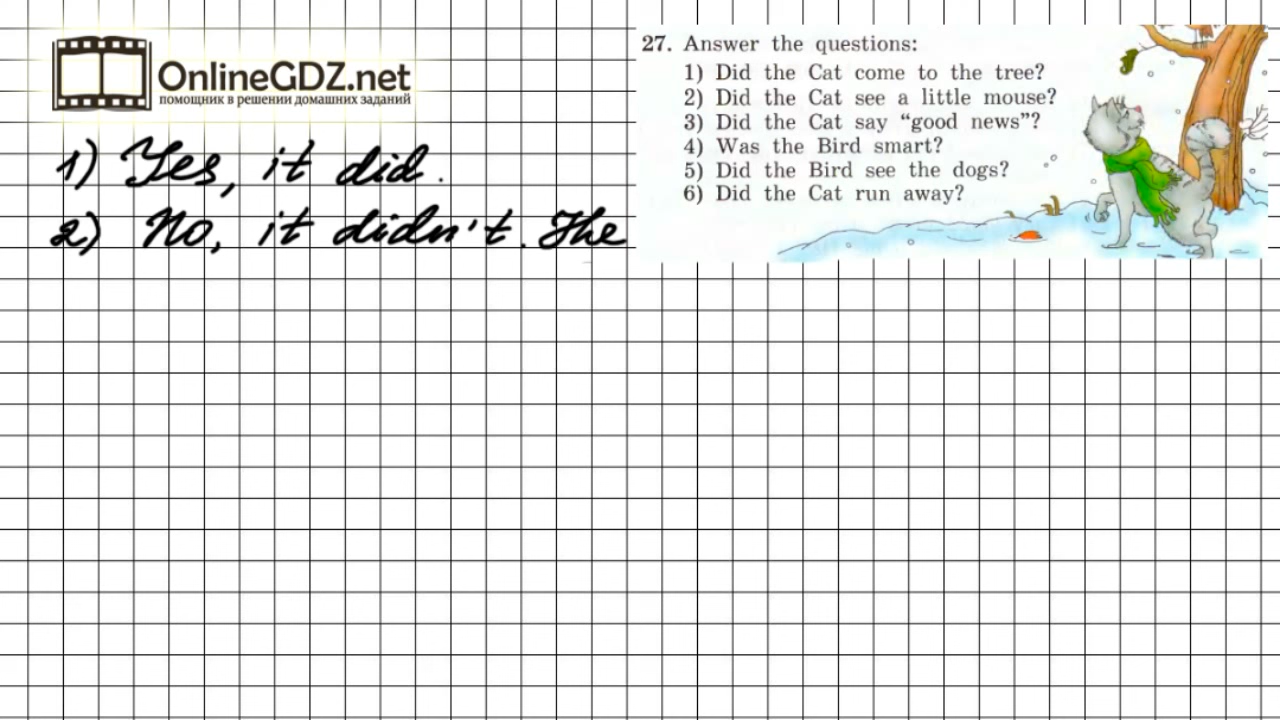 OnlineGDZ.net
помощник в решении домашних заданий
1) Yes, it did.
2) No, it didn't. The
27. Answer the questions:
1) Did the Cat come to the tree?
2) Did the Cat see a little mouse?
3) Did the Cat say “good news”?
4) Was the Bird smart?
5) Did the Bird see the dogs?
6) Did the Cat run away?